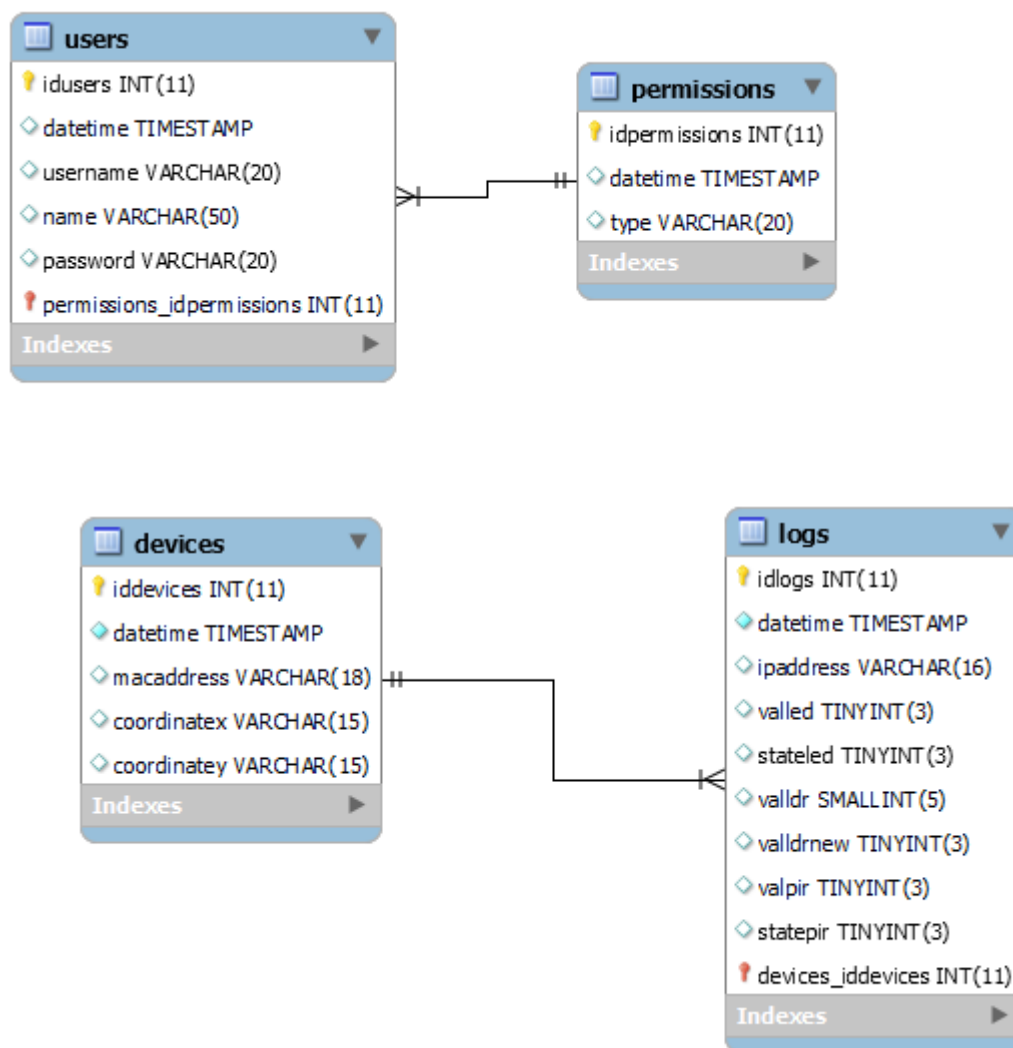 users
idusers INT(11)
datetime TIMESTAMP
username VARCHAR(20)
name VARCHAR(50)
password VARCHAR(20)
permissions_idpermissions INT(11)
Indexes
permissions
idpermissions INT(11)
datetime TIMESTAMP
type VARCHAR(20)
Indexes
devices
iddevices INT(11)
datetime TIMESTAMP
macaddress VARCHAR(18)
coordinatex VARCHAR(15)
coordinatey VARCHAR(15)
Indexes
logs
idlogs INT(11)
datetime TIMESTAMP
ipaddress VARCHAR(16)
valled TINYINT(3)
stateled TINYINT(3)
valldr SMALLINT(5)
valldrnew TINYINT(3)
valpir TINYINT(3)
statepir TINYINT(3)
devices_iddevices INT(11)
Indexes